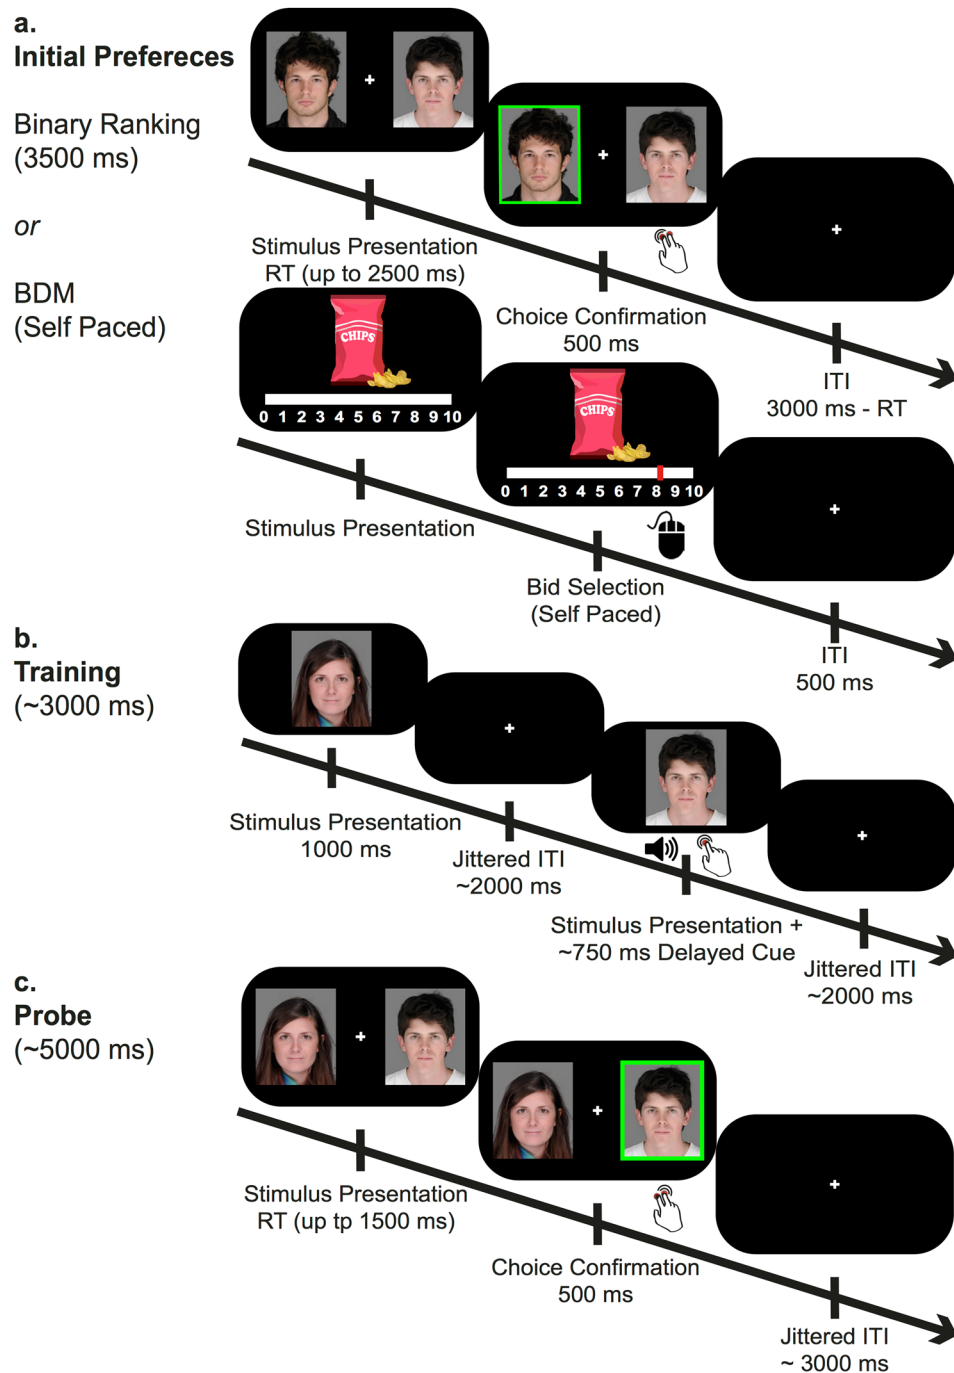 a.
Initial Prefereces
Binary Ranking
(3500 ms)
or
BDM
(Self Paced)
Stimulus Presentation
RT (up to 2500 ms)
Choice Confirmation
500 ms
ITI
3000 ms - RT
CHIPS
0 1 2 3 4 5 6 7 8 9 10
CHIPS
0 1 2 3 4 5 6 7 8 9 10
Stimulus Presentation
Bid Selection
(Self Paced)
ITI
500 ms
b.
Training
(~3000 ms)
Stimulus Presentation
1000 ms
Jittered ITI
~2000 ms
Stimulus Presentation +
~750 ms Delayed Cue
Jittered ITI
~2000 ms
c.
Probe
(~5000 ms)
Stimulus Presentation
RT (up tp 1500 ms)
Choice Confirmation
500 ms
Jittered ITI
~ 3000 ms